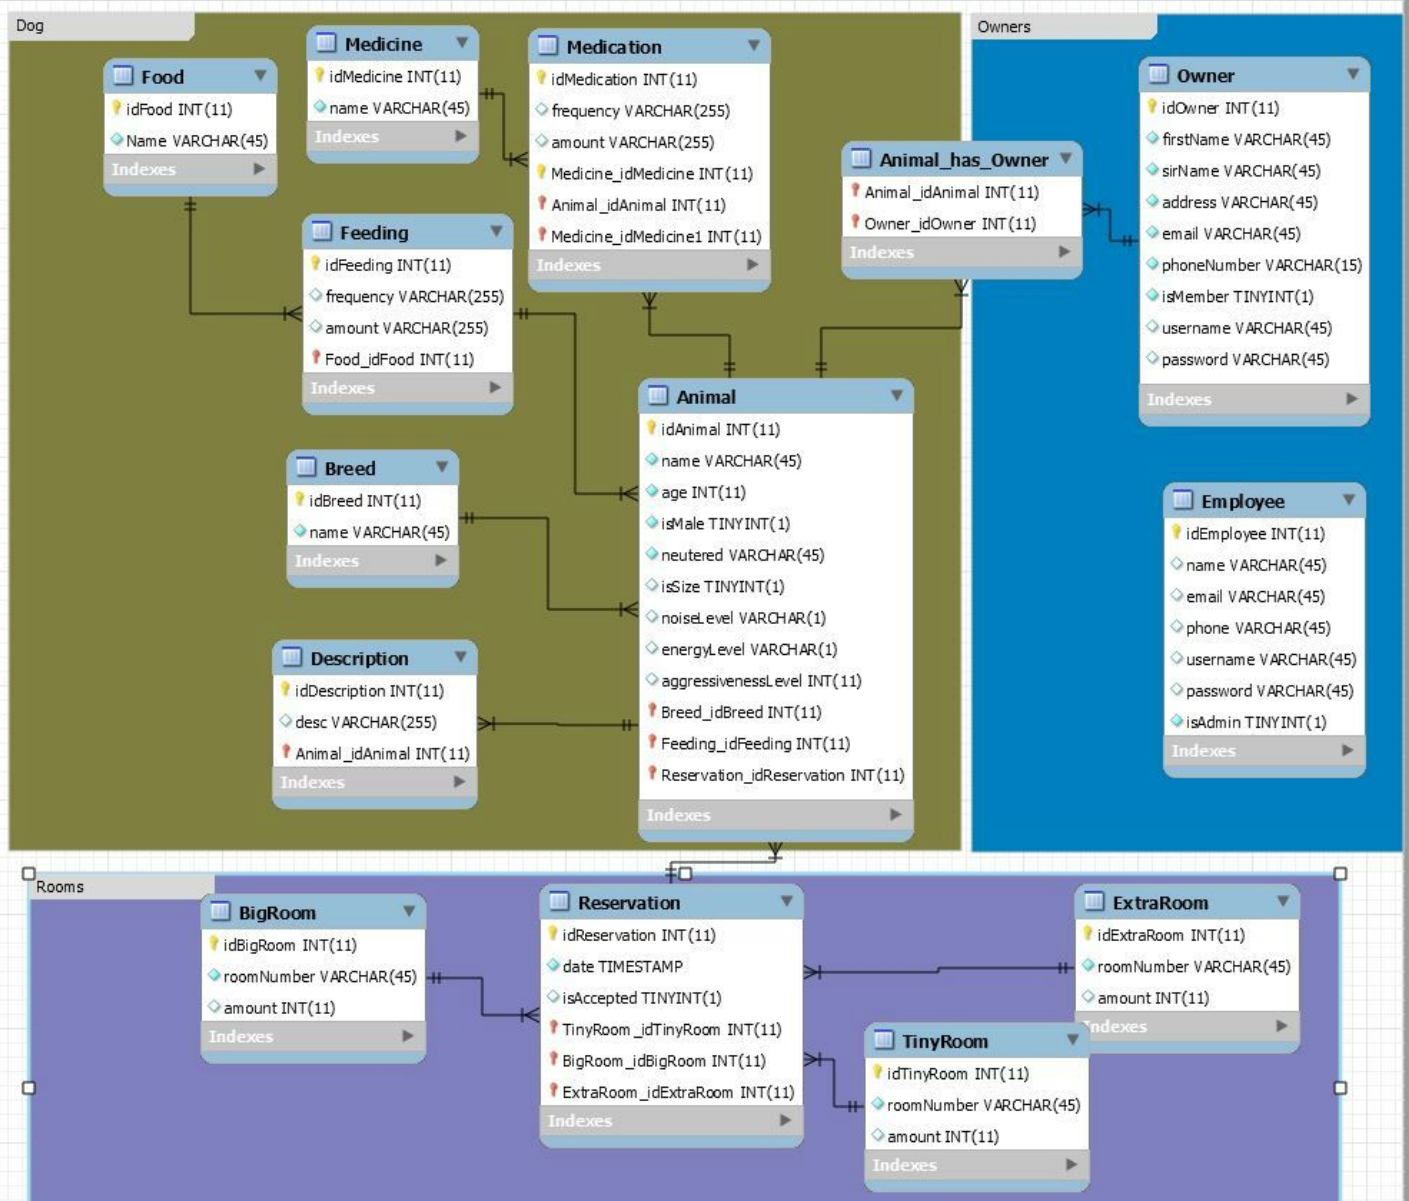 Dog
Food
idFood INT(11)
Name VARCHAR(45)
Indexes
Medicine
idMedicine INT(11)
name VARCHAR(45)
Indexes
Medication
idMedication INT(11)
frequency VARCHAR(255)
amount VARCHAR(255)
Medicine_idMedicine INT(11)
Animal_idAnimal INT(11)
Medicine_idMedicine1 INT(11)
Indexes
Feeding
idFeeding INT(11)
frequency VARCHAR(255)
amount VARCHAR(255)
Food_idFood INT(11)
Indexes
Breed
idBreed INT(11)
name VARCHAR(45)
Indexes
Description
idDescription INT(11)
desc VARCHAR(255)
Animal_idAnimal INT(11)
Indexes
Animal
idAnimal INT(11)
name VARCHAR(45)
age INT(11)
isMale TINYINT(1)
neutered VARCHAR(45)
isSize TINYINT(1)
noiseLevel VARCHAR(1)
energyLevel VARCHAR(1)
aggressivenessLevel INT(11)
Breed_idBreed INT(11)
Feeding_idFeeding INT(11)
Reservation_idReservation INT(11)
Indexes
Animal_has_Owner
Animal_idAnimal INT(11)
Owner_idOwner INT(11)
Indexes
Owners
Owner
idOwner INT(11)
firstName VARCHAR(45)
sirName VARCHAR(45)
address VARCHAR(45)
email VARCHAR(45)
phoneNumber VARCHAR(15)
isMember TINYINT(1)
username VARCHAR(45)
password VARCHAR(45)
Indexes
Employee
idEmployee INT(11)
name VARCHAR(45)
email VARCHAR(45)
phone VARCHAR(45)
username VARCHAR(45)
password VARCHAR(45)
isAdmin TINYINT(1)
Indexes
Rooms
BigRoom
idBigRoom INT(11)
roomNumber VARCHAR(45)
amount INT(11)
Indexes
Reservation
idReservation INT(11)
date TIMESTAMP
isAccepted TINYINT(1)
TinyRoom_idTinyRoom INT(11)
BigRoom_idBigRoom INT(11)
ExtraRoom_idExtraRoom INT(11)
Indexes
ExtraRoom
idExtraRoom INT(11)
roomNumber VARCHAR(45)
amount INT(11)
Indexes
TinyRoom
idTinyRoom INT(11)
roomNumber VARCHAR(45)
amount INT(11)
Indexes